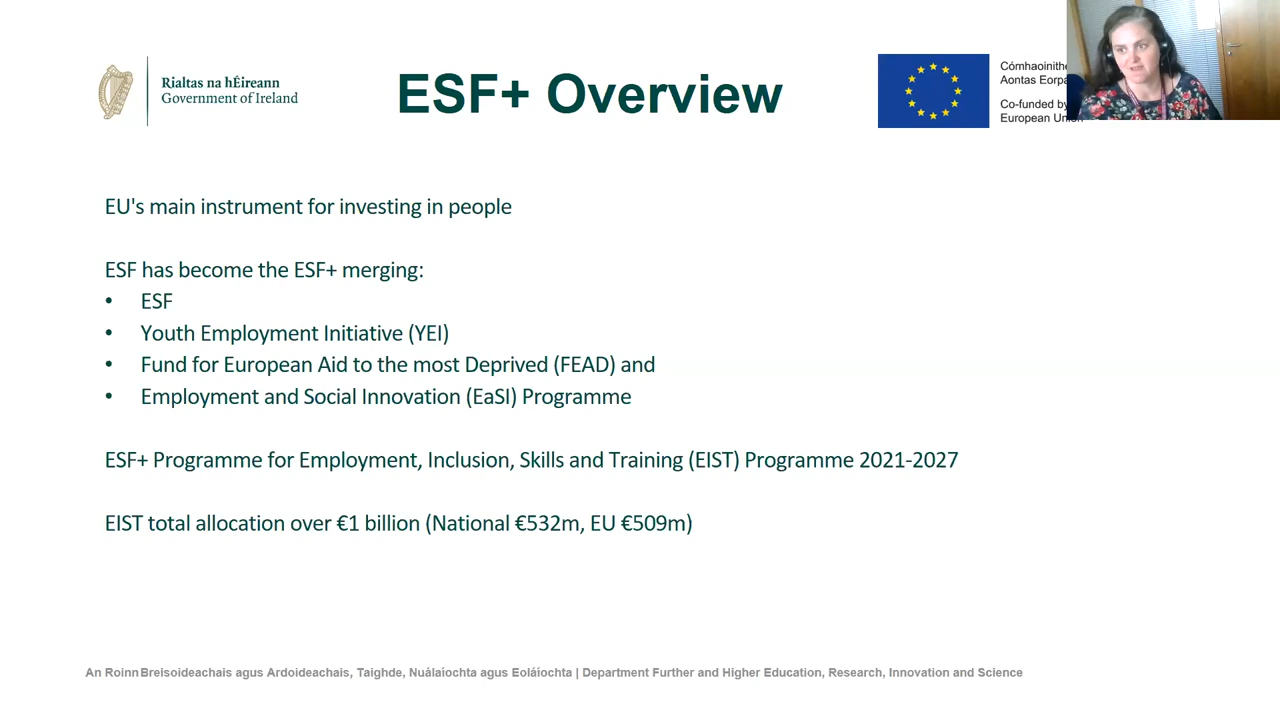 Rialtas na hÉireann
Government of Ireland
ESF+ Overview
Cómhaoinithe
Aontas Eorpa
Co-funded by
European Union
EU's main instrument for investing in people
ESF has become the ESF+ merging:
• ESF
• Youth Employment Initiative (YEI)
• Fund for European Aid to the most Deprived (FEAD) and
• Employment and Social Innovation (EaSI) Programme
ESF+ Programme for Employment, Inclusion, Skills and Training (EIST) Programme 2021-2027
EIST total allocation over €1 billion (National €532m, EU €509m)
An Roinn Breisoideachais agus Ardoideachais, Taighde, Nuálaíochta agus Eoláíochta | Department Further and Higher Education, Research, Innovation and Science